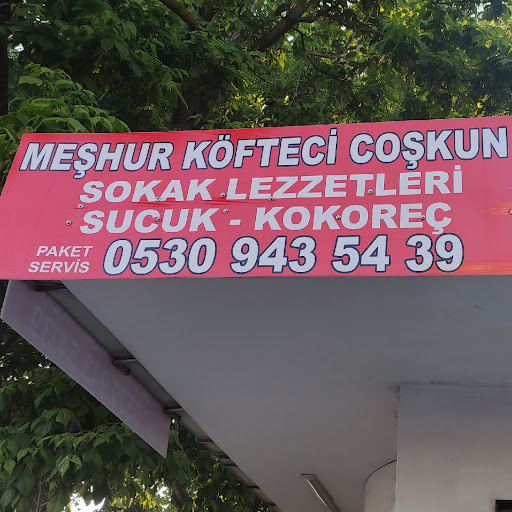 MEŞHUR KÖFTECİ COŞKUN
SOKAK LEZZETLERİ
SUCUK - KOKOREÇ
PAKET SERVİS 0530 943 54 39